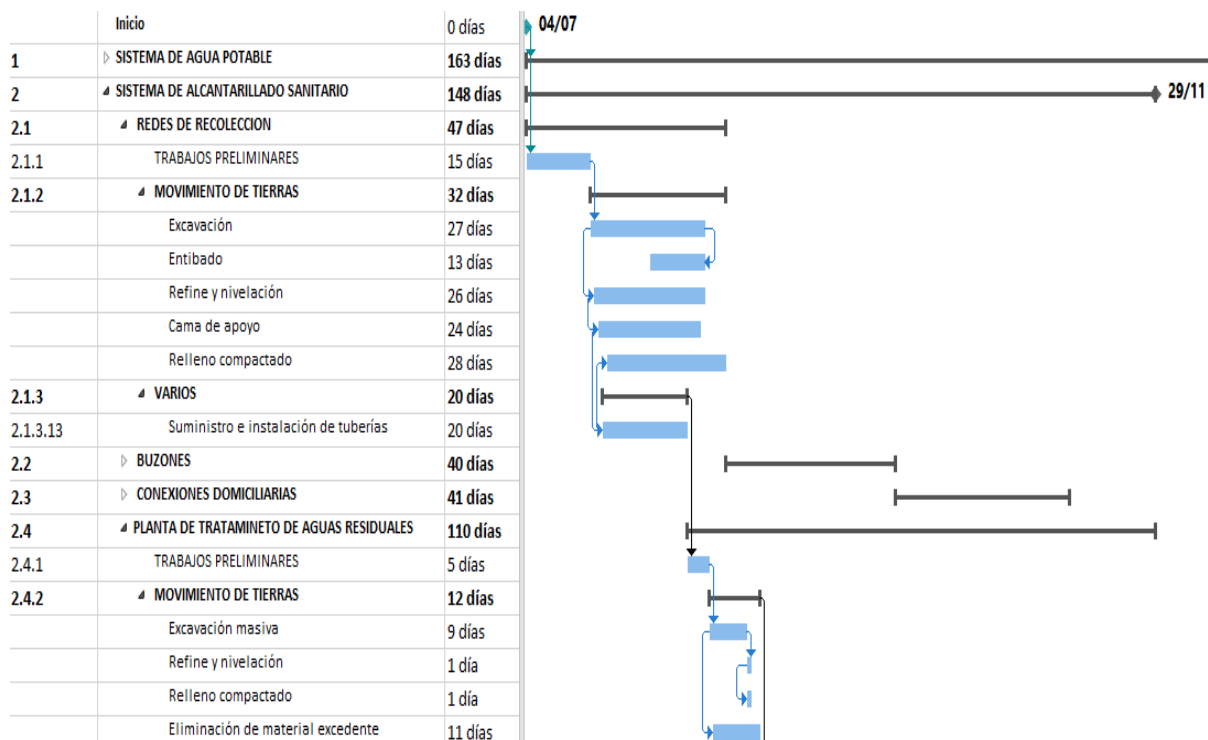 Inicio 0 días 04/07
1 SISTEMA DE AGUA POTABLE 163 días
2 SISTEMA DE ALCANTARILLADO SANITARIO 148 días 29/11
2.1 REDES DE RECOLECCION 47 días
2.1.1 TRABAJOS PRELIMINARES 15 días
2.1.2 MOVIMIENTO DE TIERRAS 32 días
Excavación 27 días
Entibado 13 días
Refine y nivelación 26 días
Cama de apoyo 24 días
Relleno compactado 28 días
2.1.3 VARIOS 20 días
2.1.3.13 Suministro e instalación de tuberías 20 días
2.2 BUZONES 40 días
2.3 CONEXIONES DOMICILIARIAS 41 días
2.4 PLANTA DE TRATAMINETO DE AGUAS RESIDUALES 110 días
2.4.1 TRABAJOS PRELIMINARES 5 días
2.4.2 MOVIMIENTO DE TIERRAS 12 días
Excavación masiva 9 días
Refine y nivelación 1 día
Relleno compactado 1 día
Eliminación de material excedente 11 días